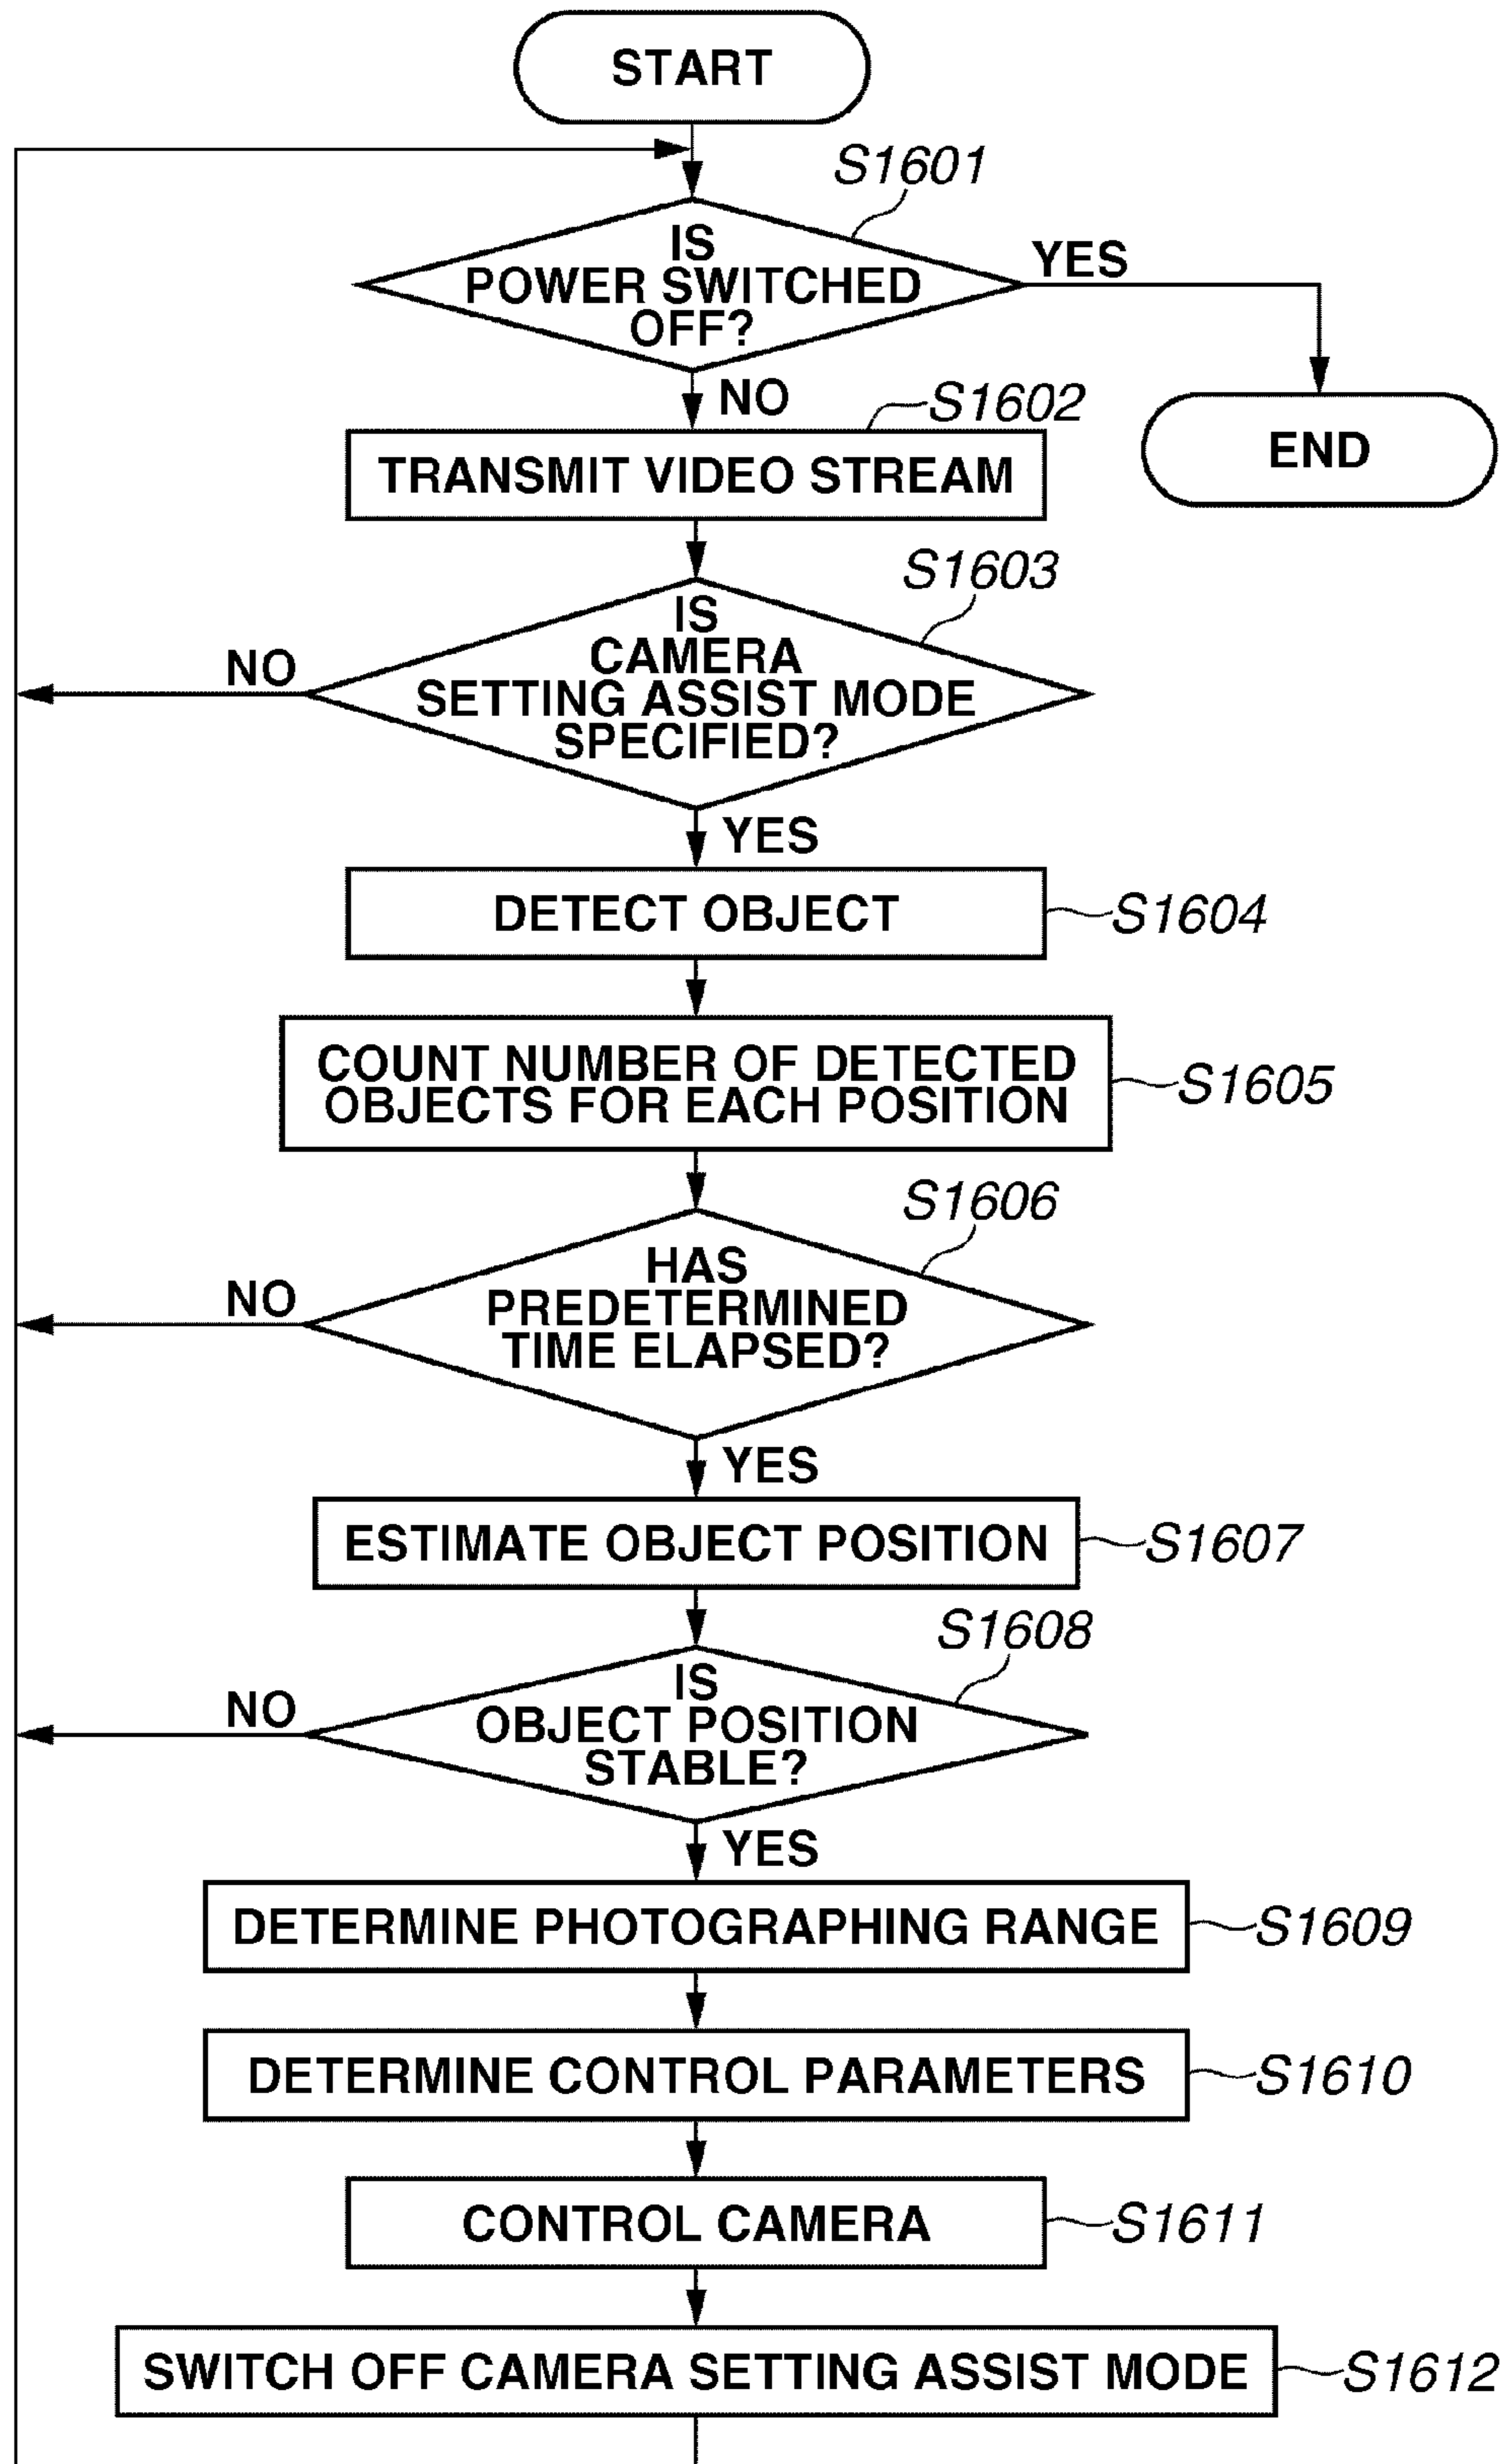 START
S1601
IS
POWER SWITCHED
OFF?
YES
NO
S1602
END
TRANSMIT VIDEO STREAM
S1603
IS
CAMERA
SETTING ASSIST MODE
SPECIFIED?
NO
YES
DETECT OBJECT
S1604
COUNT NUMBER OF DETECTED
OBJECTS FOR EACH POSITION
S1605
S1606
HAS
PREDETERMINED
TIME ELAPSED?
NO
YES
ESTIMATE OBJECT POSITION
S1607
S1608
IS
OBJECT POSITION
STABLE?
NO
YES
DETERMINE PHOTOGRAPHING RANGE
S1609
DETERMINE CONTROL PARAMETERS
S1610
CONTROL CAMERA
S1611
SWITCH OFF CAMERA SETTING ASSIST MODE
S1612